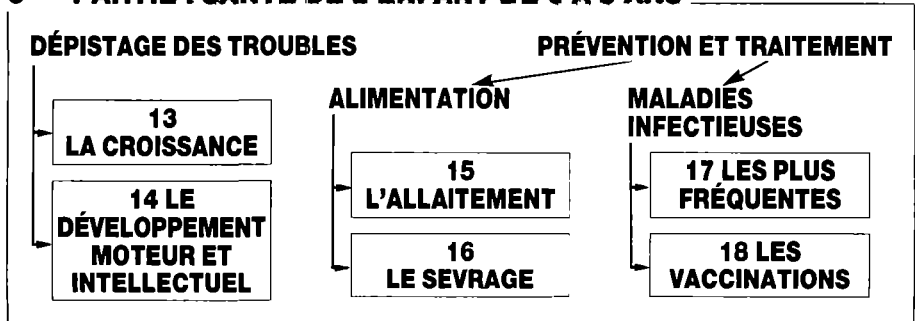 DÉPISTAGE DES TROUBLES
13
LA CROISSANCE
14 LE
DÉVELOPPEMENT
MOTEUR ET
INTELLECTUEL
PRÉVENTION ET TRAITEMENT
ALIMENTATION
15
L'ALLAITEMENT
16
LE SEVRAGE
MALADIES
INFECTIEUSES
17 LES PLUS
FRÉQUENTES
18 LES
VACCINATIONS